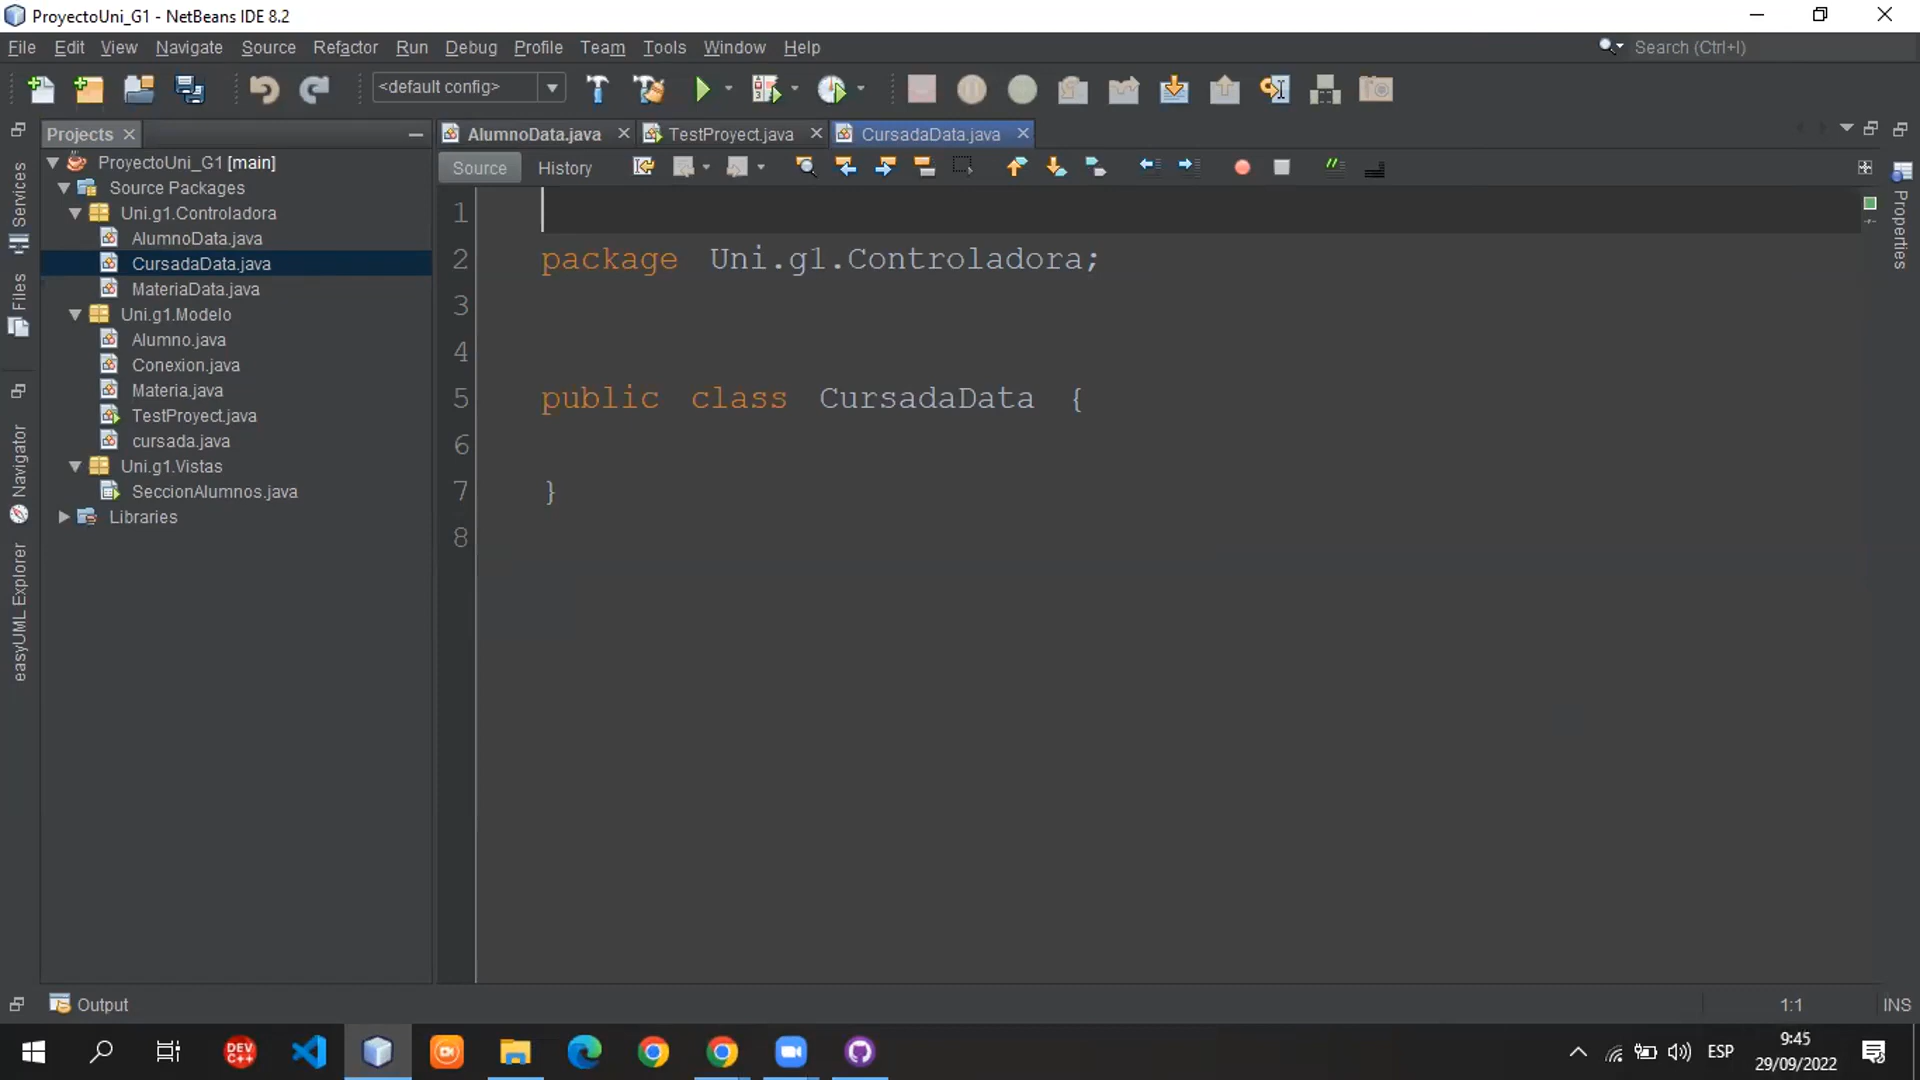 ProyectoUni_G1 - NetBeans IDE 8.2
File Edit View Navigate Source Refactor Run Debug Profile Team Tools Window Help
Search (Ctrl+I)
<default config>
Projects
AlumnoData.java
TestProyect.java
CursadaData.java
Source
History
ProyectoUni_G1 [main]
Source Packages
Uni.g1.Controladora
AlumnoData.java
CursadaData.java
MateriaData.java
Uni.g1.Modelo
Alumno.java
Conexion.java
Materia.java
TestProyect.java
cursada.java
Uni.g1.Vistas
SeccionAlumnos.java
Libraries
Services
Files
Navigator
easyUML Explorer
1
2 package Uni.g1.Controladora;
3
4
5 public class CursadaData {
6
7 }
8
Properties
Output
1:1
INS
DEV C++
ESP
9:45
29/09/2022